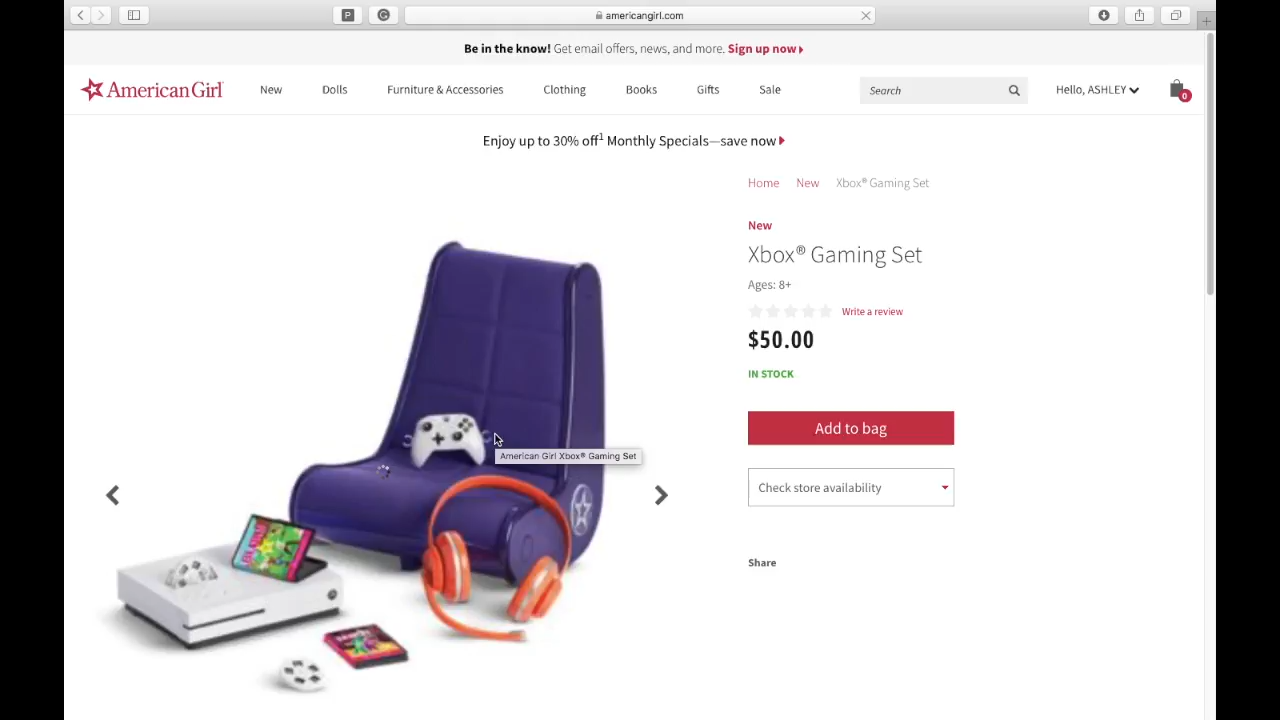 americangirl.com
Be in the know! Get email offers, news, and more. Sign up now
AmericanGirl
New
Dolls
Furniture & Accessories
Clothing
Books
Gifts
Sale
Search
Hello, ASHLEY
0
Enjoy up to 30% off¹ Monthly Specials—save now
Home New Xbox® Gaming Set
New
Xbox® Gaming Set
Ages: 8+
Write a review
$50.00
IN STOCK
Add to bag
American Girl Xbox® Gaming Set
Check store availability
Share